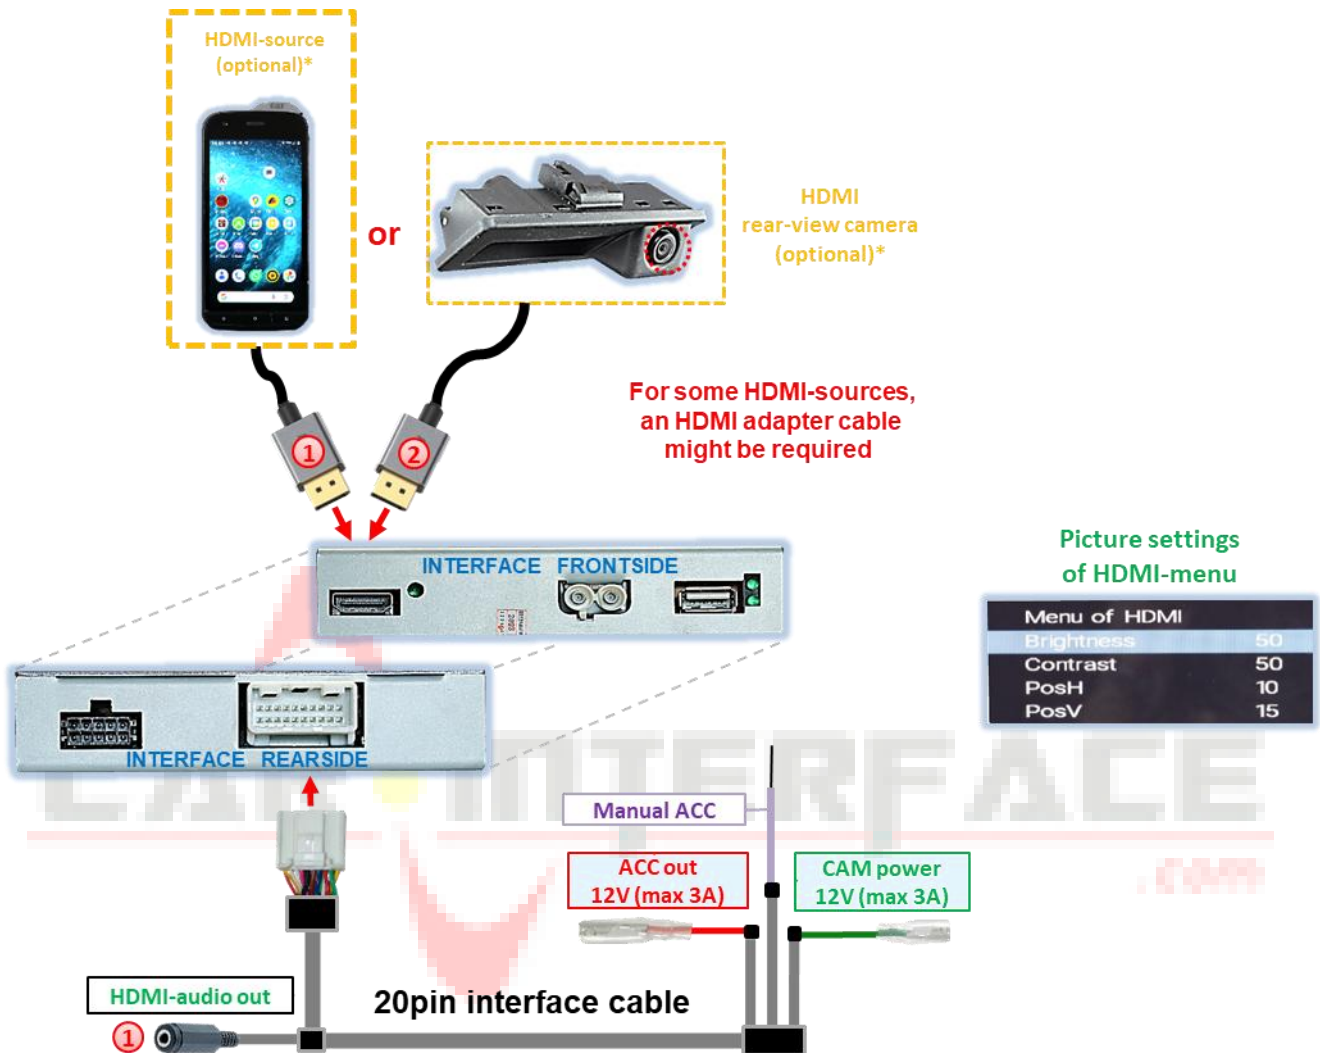 HDMI-source
(optional)*
or
HDMI
rear-view camera
(optional)*
For some HDMI-sources,
an HDMI adapter cable
might be required
1
2
INTERFACE FRONTSIDE
Picture settings
of HDMI-menu
Menu of HDMI
Brightness 50
Contrast 50
PosH 10
PosV 15
INTERFACE REARSIDE
CAR INTERFACE
.com
Manual ACC
ACC out
12V (max 3A)
CAM power
12V (max 3A)
HDMI-audio out
20pin interface cable
1